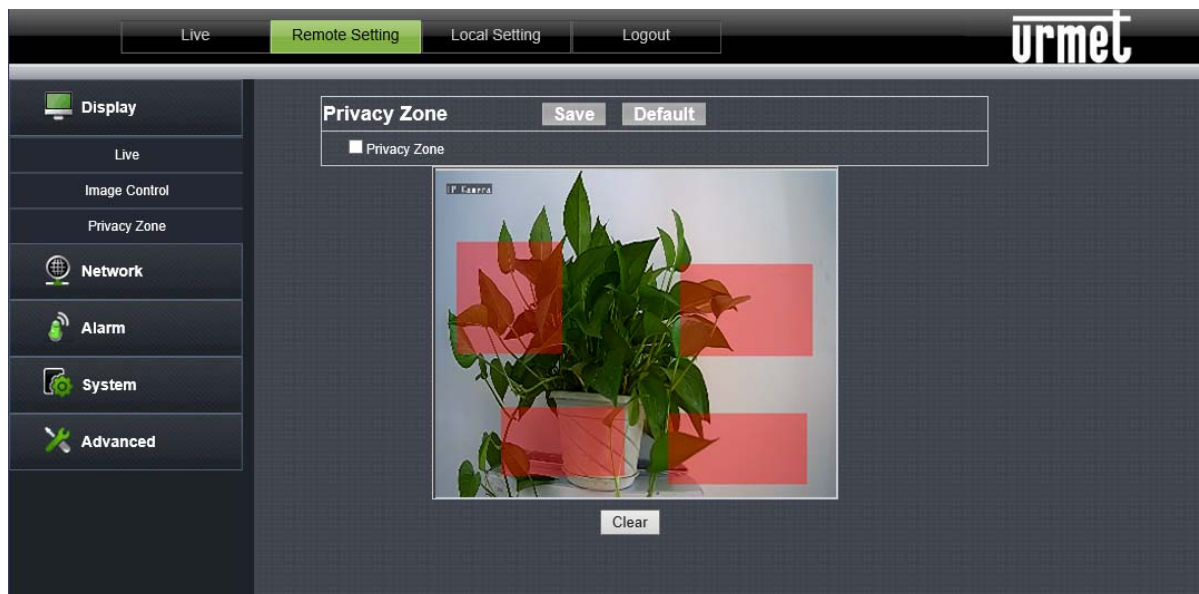 Live Remote Setting Local Setting Logout urmet
Display
Live
Image Control
Privacy Zone
Network
Alarm
System
Advanced
Privacy Zone Save Default
Privacy Zone
IP Camera
Clear